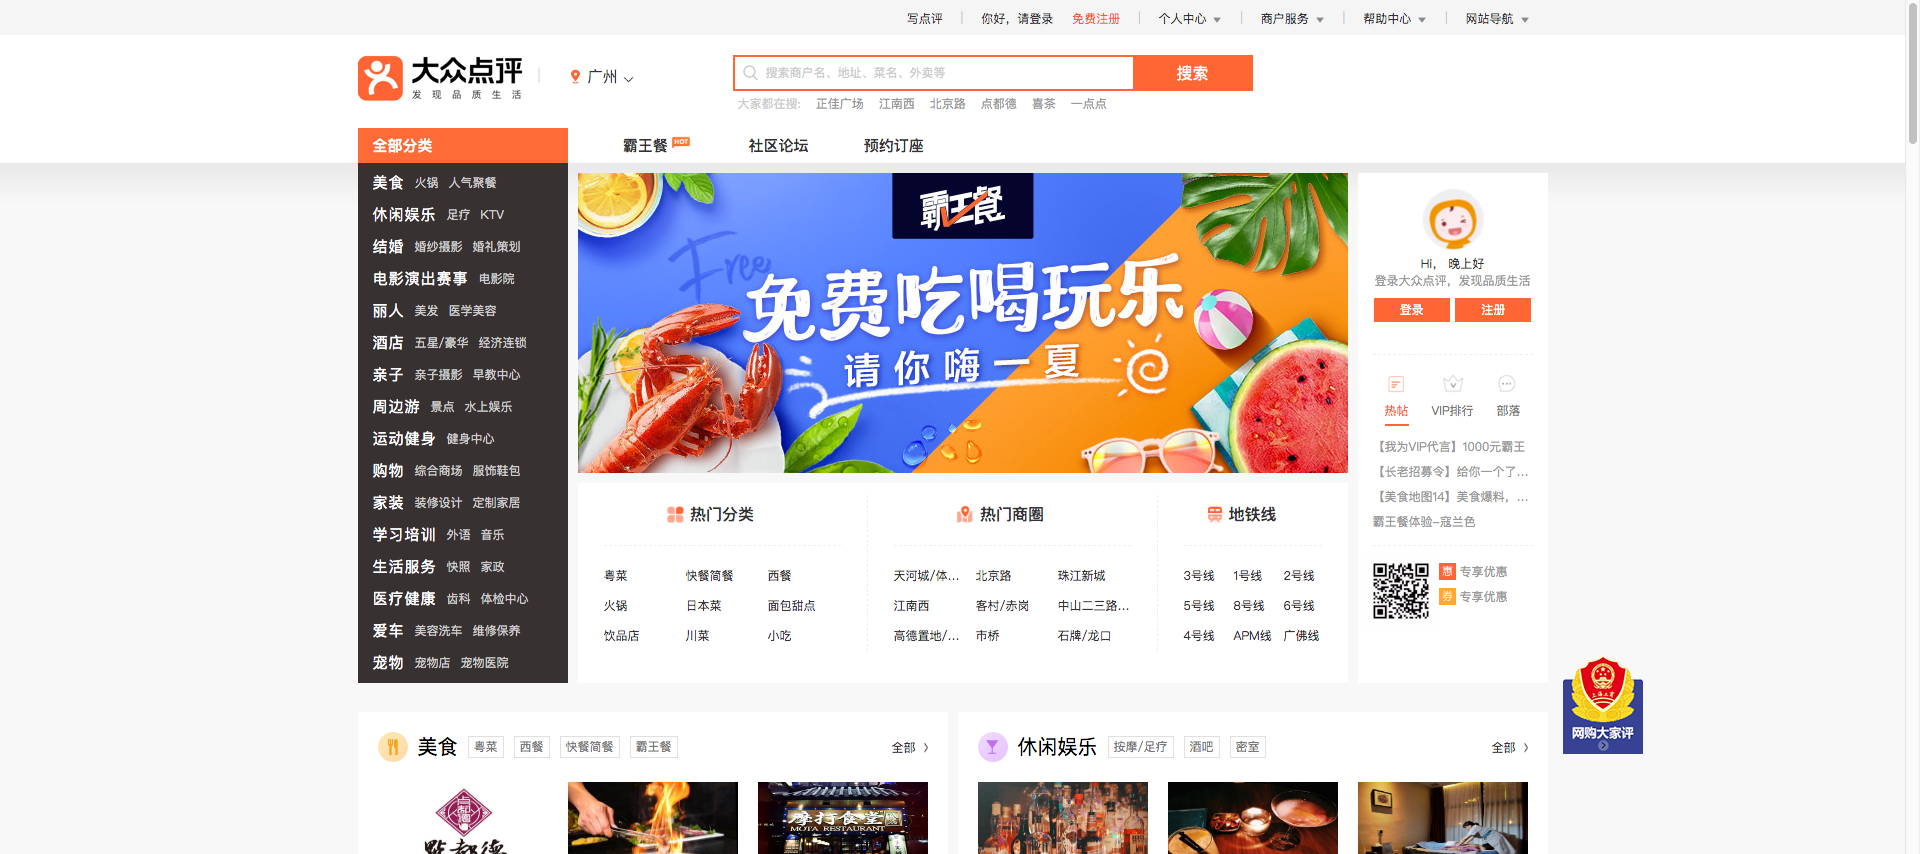 写点评 你好，请登录 免费注册 个人中心 商户服务 帮助中心 网站导航
大众点评
发现品质生活
广州
搜索商户名、地址、菜名、外卖等
搜索
大家都在搜: 正佳广场 江南西 北京路 点都德 喜茶 一点点
全部分类 霸王餐 HOT 社区论坛 预约订座
美食 火锅 人气聚餐
休闲娱乐 足疗 KTV
结婚 婚纱摄影 婚礼策划
电影演出赛事 电影院
丽人 美发 医学美容
酒店 五星/豪华 经济连锁
亲子 亲子摄影 早教中心
周边游 景点 水上娱乐
运动健身 健身中心
购物 综合商场 服饰鞋包
家装 装修设计 定制家居
学习培训 外语 音乐
生活服务 快照 家政
医疗健康 齿科 体检中心
爱车 美容洗车 维修保养
宠物 宠物店 宠物医院
霸王餐
Free
免费吃喝玩乐
请你嗨一夏
Hi， 晚上好
登录大众点评，发现品质生活
登录 注册
热帖 VIP排行 部落
【我为VIP代言】1000元霸王
【长老招募令】给你一个了...
【美食地图14】美食爆料，...
霸王餐体验-寇兰色
惠 专享优惠
券 专享优惠
热门分类
粤菜 快餐简餐 西餐
火锅 日本菜 面包甜点
饮品店 川菜 小吃
热门商圈
天河城/体... 北京路 珠江新城
江南西 客村/赤岗 中山二三路...
高德置地/... 市桥 石牌/龙口
地铁线
3号线 1号线 2号线
5号线 8号线 6号线
4号线 APM线 广佛线
网购大家评
美食 粤菜 西餐 快餐简餐 霸王餐 全部
休闲娱乐 按摩/足疗 酒吧 密室 全部
點都德
摩打食堂
MOTA RESTAURANT